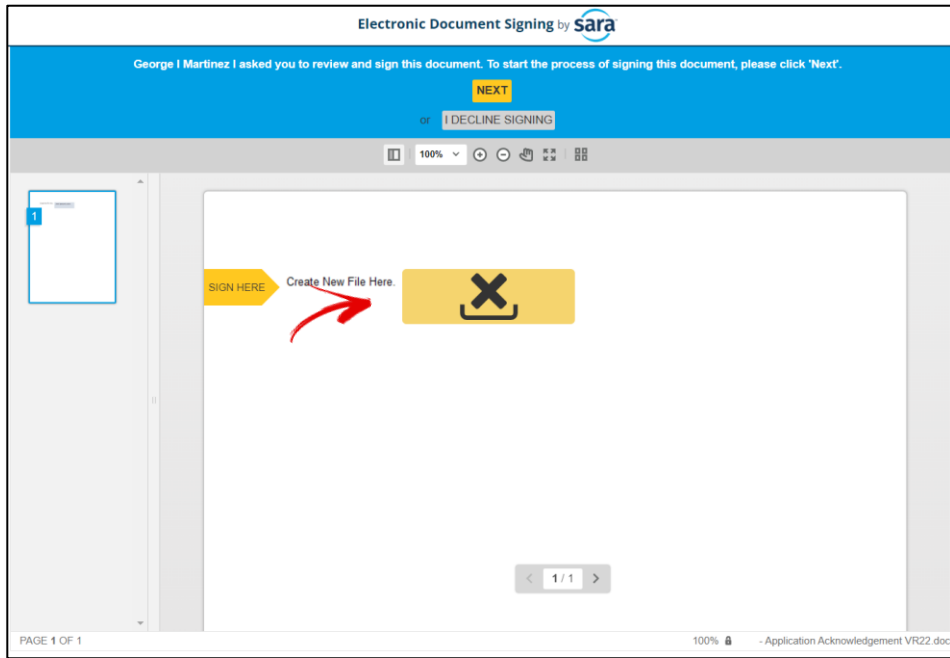 Electronic Document Signing by sara
George I Martinez I asked you to review and sign this document. To start the process of signing this document, please click 'Next'.
NEXT
or I DECLINE SIGNING
100%
1
SIGN HERE Create New File Here.
1 / 1
PAGE 1 OF 1 100% - Application Acknowledgement VR22.doc